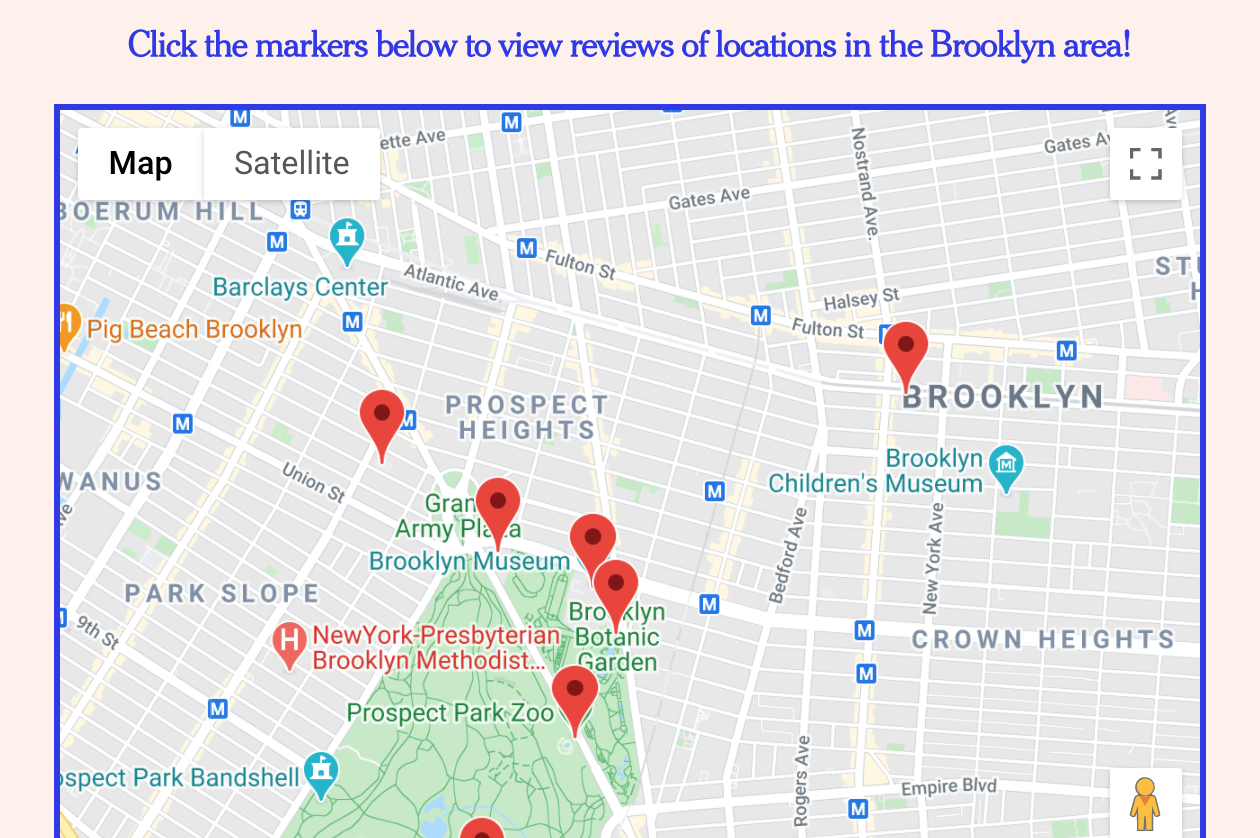 Click the markers below to view reviews of locations in the Brooklyn area!
M
M
Map
Satellite
ette Ave
Nostrand Ave.
Gates Av
Gates Ave
BOERUM HILL
M
M
Fulton St
Barclays Center
Atlantic Ave
Halsey St
STU
H
Pig Beach Brooklyn
M
M
Fulton St
M
BROOKLYN
PROSPECT
HEIGHTS
M
M
Brooklyn
Children's Museum
WANUS
Union St
M
Gran
Army Plaza
Bedford Ave
New York Ave
Brooklyn Museum
PARK SLOPE
M
Brooklyn
Botanic
Garden
9th St
H
NewYork-Presbyterian
Brooklyn Methodist...
M
CROWN HEIGHTS
M
M
Prospect Park Zoo
ospect Park Bandshell
Rogers Ave
Empire Blvd
M